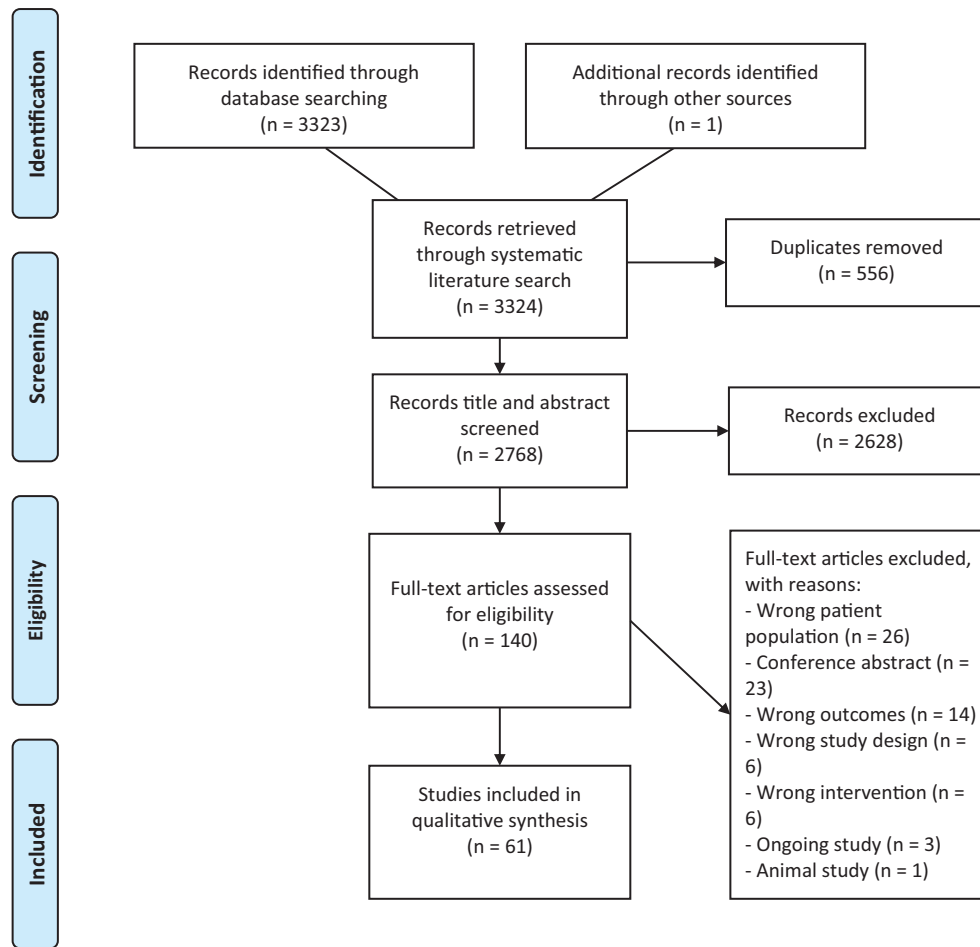 Identification
Records identified through
database searching
(n = 3323)
Additional records identified
through other sources
(n = 1)
Records retrieved
through systematic
literature search
(n = 3324)
Duplicates removed
(n = 556)
Screening
Records title and abstract
screened
(n = 2768)
Records excluded
(n = 2628)
Eligibility
Full-text articles assessed
for eligibility
(n = 140)
Full-text articles excluded,
with reasons:
- Wrong patient
population (n = 26)
- Conference abstract (n =
23)
- Wrong outcomes (n = 14)
- Wrong study design (n =
6)
- Wrong intervention (n =
6)
- Ongoing study (n = 3)
- Animal study (n = 1)
Included
Studies included in
qualitative synthesis
(n = 61)